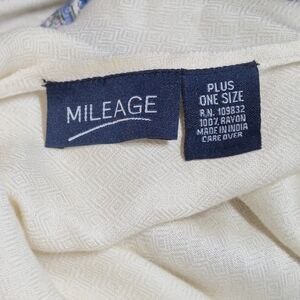 MILEAGE
PLUS
ONE SIZE
R.N. 109832
100% RAYON
MADE IN INDIA
CARE OVER